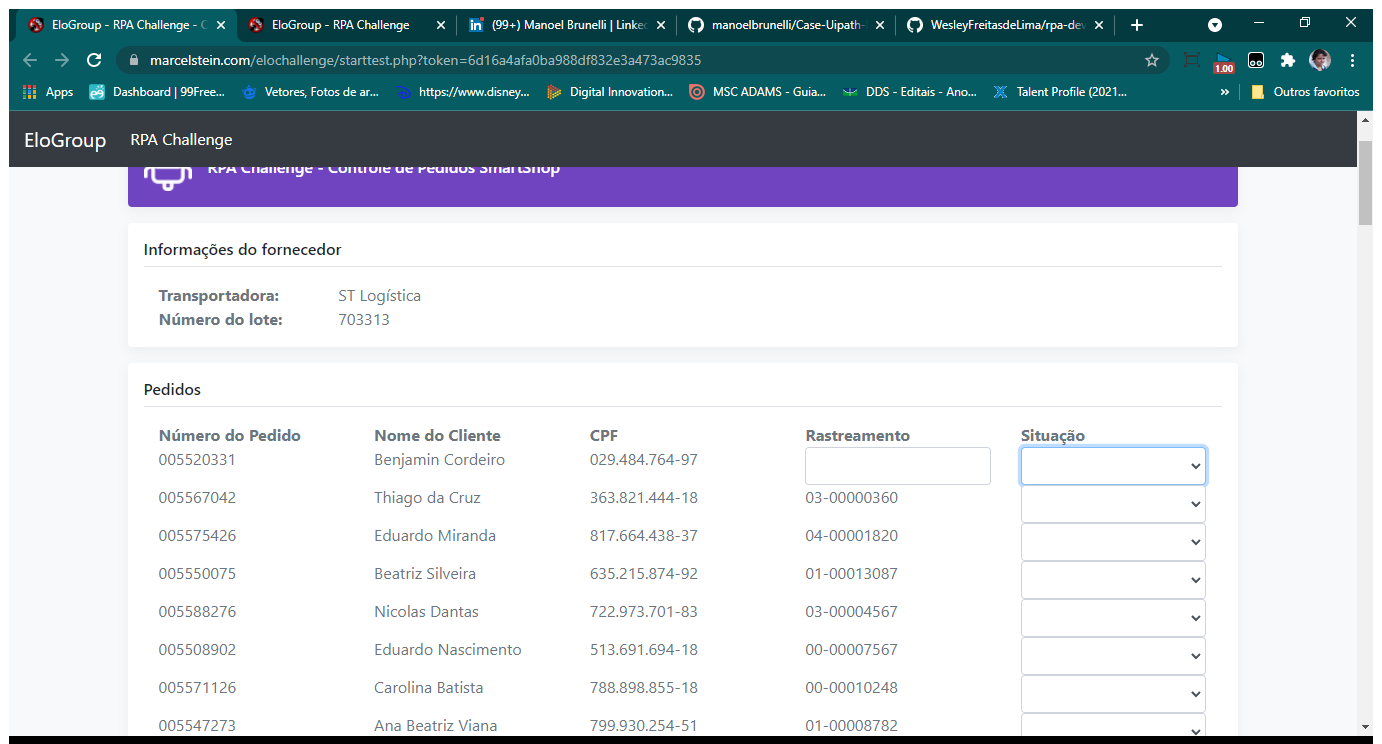 EloGroup - RPA Challenge - C
EloGroup - RPA Challenge
(99+) Manoel Brunelli | Linke
manoelbrunelli/Case-Uipath-
WesleyFreitasdeLima/rpa-dev
marcelstein.com/elochallenge/starttest.php?token=6d16a4afa0ba988df832e3a473ac9835
1.00
Apps
Dashboard | 99Free...
Vetores, Fotos de ar...
https://www.disney...
Digital Innovation...
MSC ADAMS - Guia...
DDS - Editais - Ano...
Talent Profile (2021...
»
Outros favoritos
EloGroup RPA Challenge
RPA Challenge - Controle de Pedidos SmartShop
Informações do fornecedor
Transportadora: ST Logística
Número do lote: 703313
Pedidos
Número do Pedido Nome do Cliente CPF Rastreamento Situação
005520331 Benjamin Cordeiro 029.484.764-97
005567042 Thiago da Cruz 363.821.444-18 03-00000360
005575426 Eduardo Miranda 817.664.438-37 04-00001820
005550075 Beatriz Silveira 635.215.874-92 01-00013087
005588276 Nicolas Dantas 722.973.701-83 03-00004567
005508902 Eduardo Nascimento 513.691.694-18 00-00007567
005571126 Carolina Batista 788.898.855-18 00-00010248
005547273 Ana Beatriz Viana 799.930.254-51 01-00008782